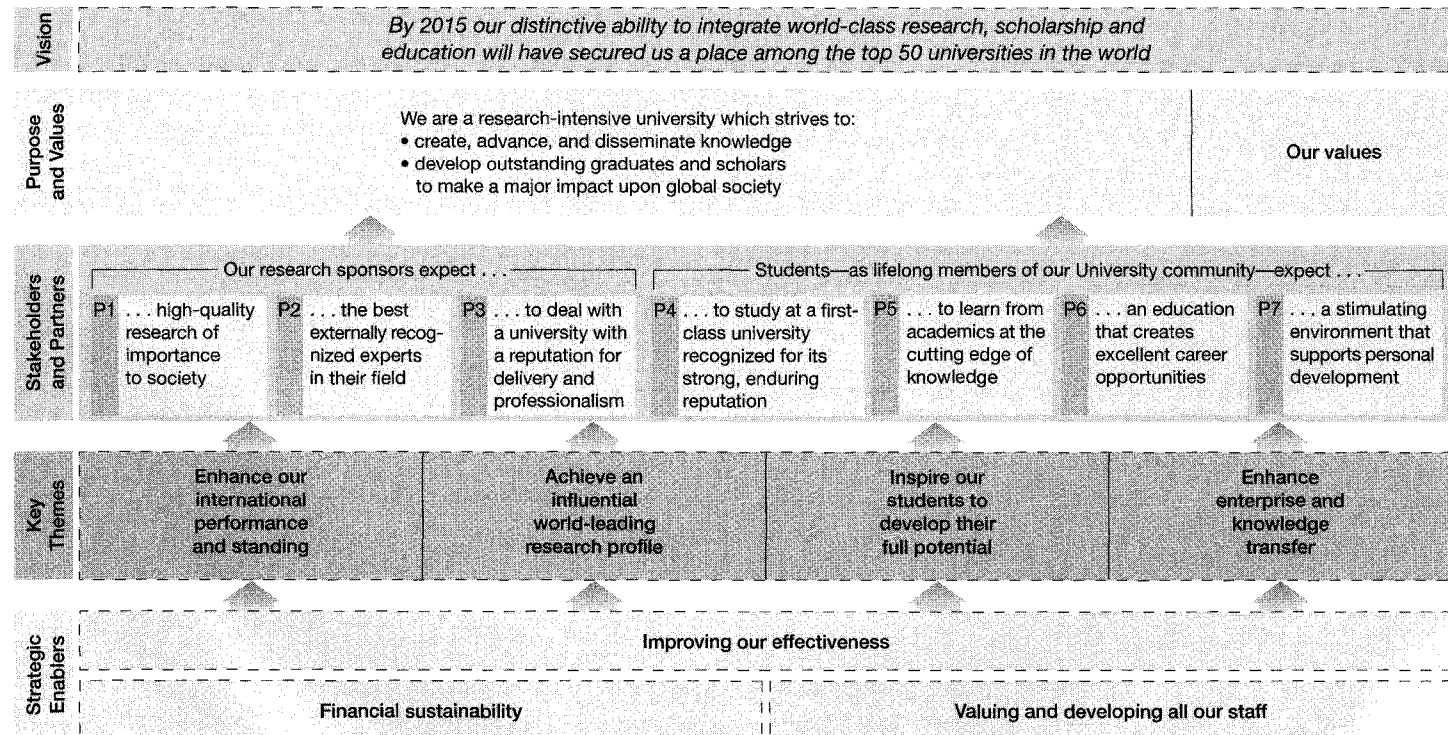 Vision
By 2015 our distinctive ability to integrate world-class research, scholarship and
education will have secured us a place among the top 50 universities in the world
Purpose
and Values
We are a research-intensive university which strives to:
• create, advance, and disseminate knowledge
• develop outstanding graduates and scholars
to make a major impact upon global society
Our values
Stakeholders
and Partners
Our research sponsors expect . . .
P1 . . . high-quality
research of
importance
to society
P2 . . . the best
externally recog-
nized experts
in their field
P3 . . . to deal with
a university with
a reputation for
delivery and
professionalism
Students—as lifelong members of our University community—expect . . .
P4 . . . to study at a first-
class university
recognized for its
strong, enduring
reputation
P5 . . . to learn from
academics at the
cutting edge of
knowledge
P6 . . . an education
that creates
excellent career
opportunities
P7 . . . a stimulating
environment that
supports personal
development
Key
Themes
Enhance our
international
performance
and standing
Achieve an
influential
world-leading
research profile
Inspire our
students to
develop their
full potential
Enhance
enterprise and
knowledge
transfer
Strategic
Enablers
Improving our effectiveness
Financial sustainability
Valuing and developing all our staff